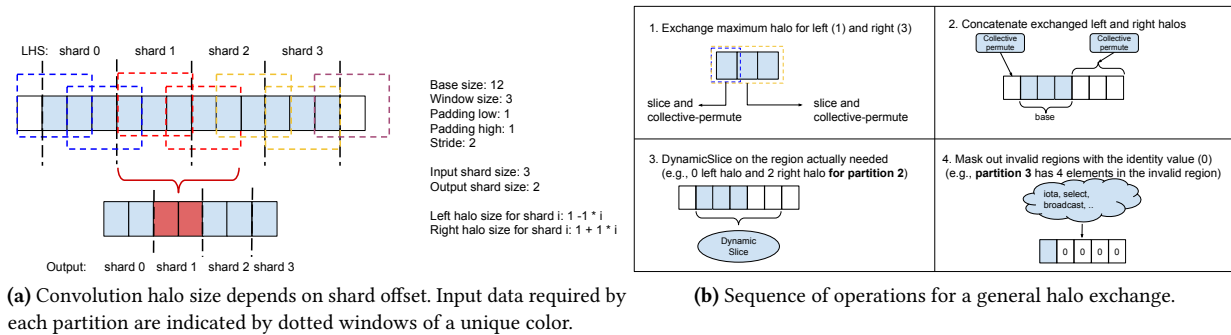 LHS: shard 0 shard 1 shard 2 shard 3
Base size: 12
Window size: 3
Padding low: 1
Padding high: 1
Stride: 2
Input shard size: 3
Output shard size: 2
Left halo size for shard i: 1 -1 * i
Right halo size for shard i: 1 + 1 * i
Output: shard 0 shard 1 shard 2 shard 3
(a) Convolution halo size depends on shard offset. Input data required by
each partition are indicated by dotted windows of a unique color.
1. Exchange maximum halo for left (1) and right (3)
slice and
collective-permute
slice and
collective-permute
2. Concatenate exchanged left and right halos
Collective
permute
Collective
permute
base
3. DynamicSlice on the region actually needed
(e.g., 0 left halo and 2 right halo for partition 2)
Dynamic
Slice
4. Mask out invalid regions with the identity value (0)
(e.g., partition 3 has 4 elements in the invalid region)
iota, select,
broadcast, ..
0 0 0 0
(b) Sequence of operations for a general halo exchange.